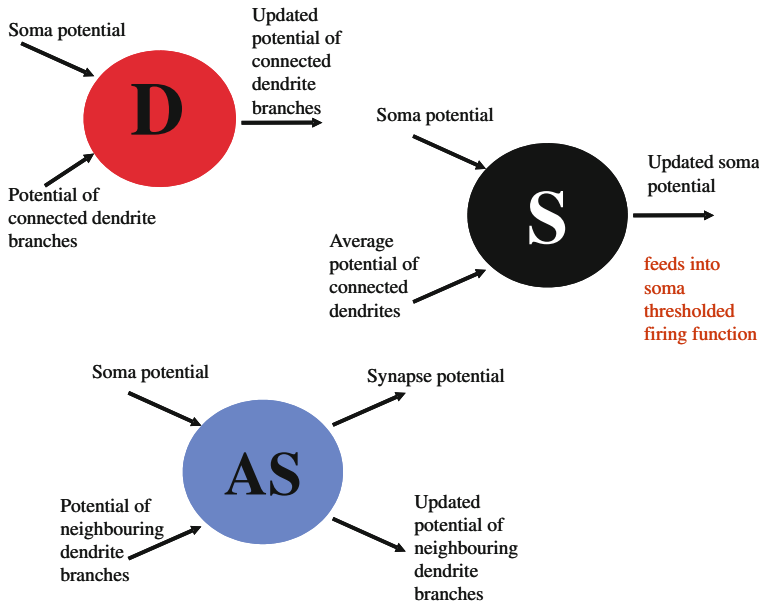 Soma potential
D
Potential of
connected dendrite
branches
Updated
potential of
connected
dendrite
branches
Soma potential
Average
potential of
connected
dendrites
S
Updated soma
potential
feeds into
soma
thresholded
firing function
Soma potential
Potential of
neighbouring
dendrite
branches
AS
Synapse potential
Updated
potential of
neighbouring
dendrite
branches